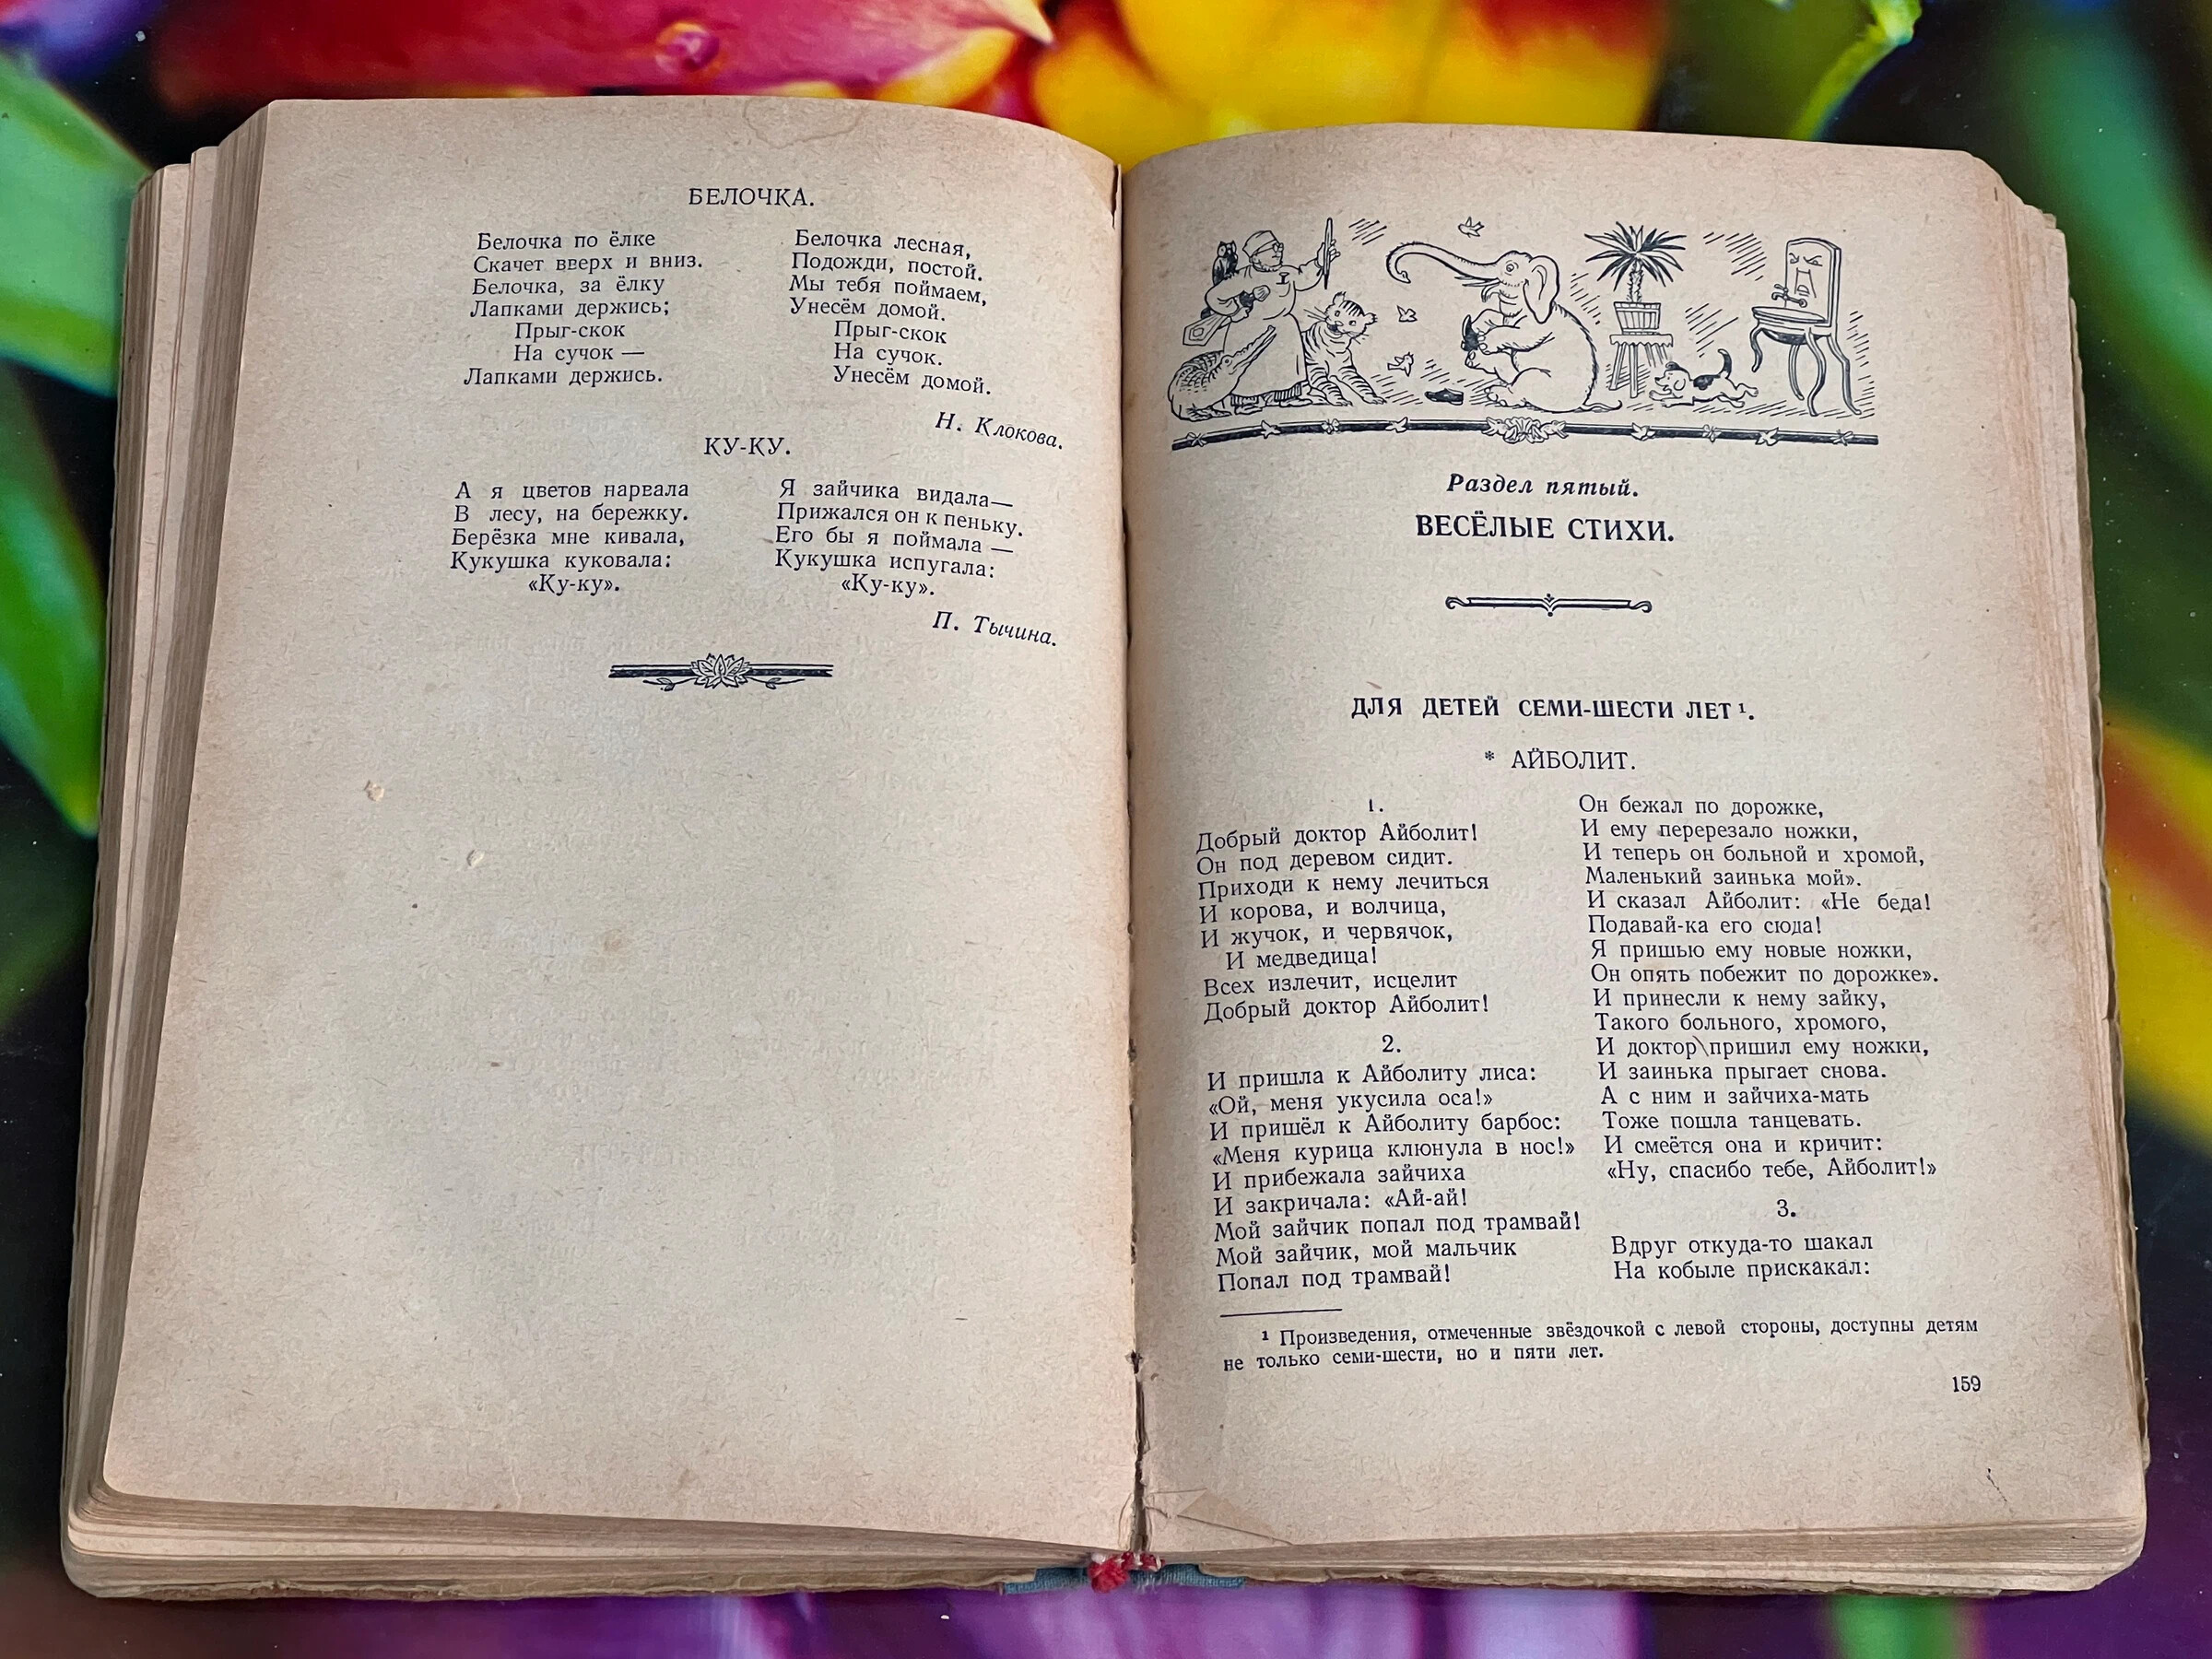 БЕЛОЧКА.
Белочка по ёлке
Скачет вверх и вниз.
Белочка, за ёлку
Лапками держись;
Прыг-скок
На сучок —
Лапками держись.
Белочка лесная,
Подожди, постой.
Мы тебя поймаем,
Унесём домой.
Прыг-скок
На сучок.
Унесём домой.
Н. Клокова.
КУ-КУ.
А я цветов нарвала
В лесу, на бережку.
Берёзка мне кивала,
Кукушка куковала:
«Ку-ку».
Я зайчика видала—
Прижался он к пеньку.
Его бы я поймала —
Кукушка испугала:
«Ку-ку».
П. Тычина.
Раздел пятый.
ВЕСЁЛЫЕ СТИХИ.
ДЛЯ ДЕТЕЙ СЕМИ-ШЕСТИ ЛЕТ ¹.
* АЙБОЛИТ.
1.
Добрый доктор Айболит!
Он под деревом сидит.
Приходи к нему лечиться
И корова, и волчица,
И жучок, и червячок,
И медведица!
Всех излечит, исцелит
Добрый доктор Айболит!
2.
И пришла к Айболиту лиса:
«Ой, меня укусила оса!»
И пришёл к Айболиту барбос:
«Меня курица клюнула в нос!»
И прибежала зайчиха
И закричала: «Ай-ай!
Мой зайчик попал под трамвай!
Мой зайчик, мой мальчик
Попал под трамвай!
Он бежал по дорожке,
И ему перерезало ножки,
И теперь он больной и хромой,
Маленький заинька мой».
И сказал Айболит: «Не беда!
Подавай-ка его сюда!
Я пришью ему новые ножки,
Он опять побежит по дорожке».
И принесли к нему зайку,
Такого больного, хромого,
И доктор пришил ему ножки,
И заинька прыгает снова.
А с ним и зайчиха-мать
Тоже пошла танцевать.
И смеётся она и кричит:
«Ну, спасибо тебе, Айболит!»
3.
Вдруг откуда-то шакал
На кобыле прискакал:
¹ Произведения, отмеченные звёздочкой с левой стороны, доступны детям
не только семи-шести, но и пяти лет.
159